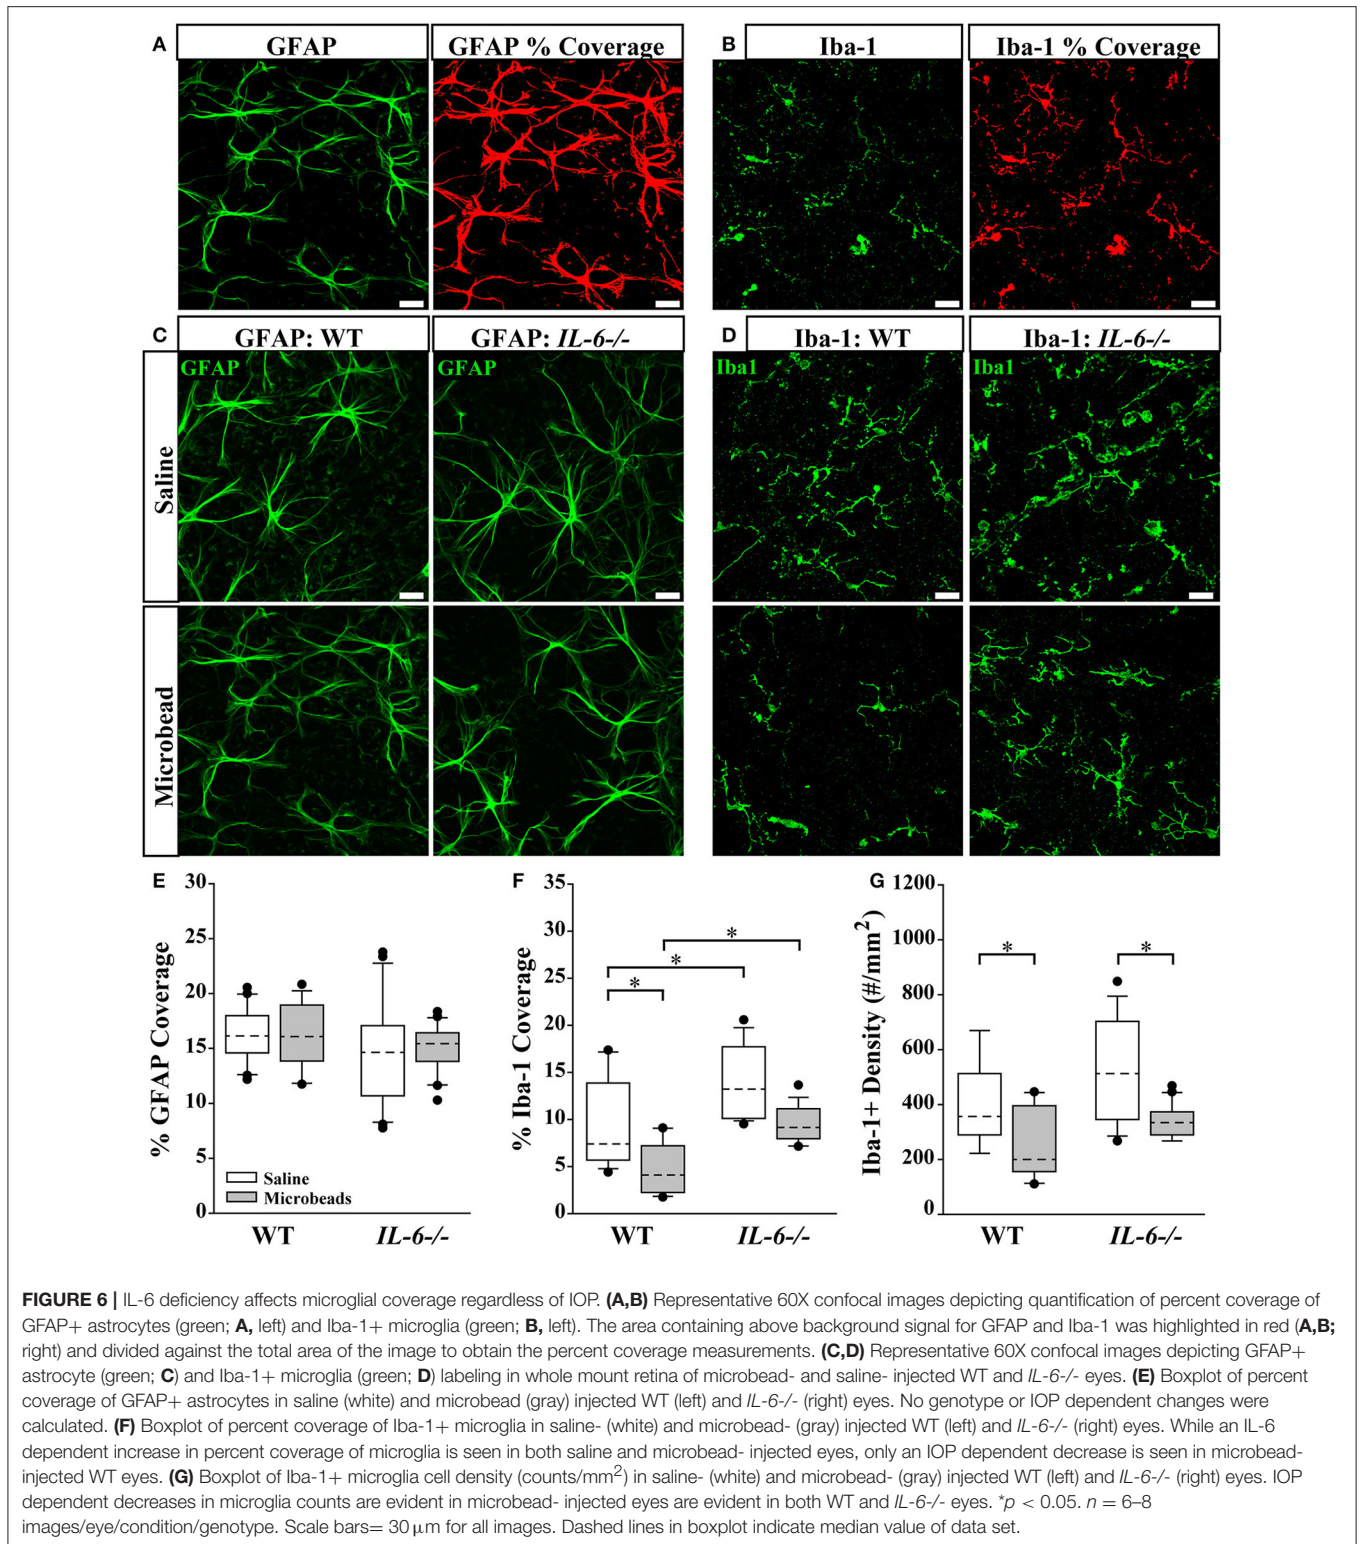 A GFAP GFAP % Coverage B Iba-1 Iba-1 % Coverage
C GFAP: WT GFAP: IL-6-/- D Iba-1: WT Iba-1: IL-6-/-
GFAP GFAP Iba1 Iba1
Saline
Microbead
E
30
25
20
15
10
5
0
% GFAP Coverage
Saline
Microbeads
WT IL-6-/-
F
35
30
25
20
15
10
5
0
% Iba-1 Coverage
* * *
WT IL-6-/-
G
1200
1000
800
600
400
200
0
Iba-1+ Density (#/mm²)
* *
WT IL-6-/-
FIGURE 6 | IL-6 deficiency affects microglial coverage regardless of IOP. (A,B) Representative 60X confocal images depicting quantification of percent coverage of
GFAP+ astrocytes (green; A, left) and Iba-1+ microglia (green; B, left). The area containing above background signal for GFAP and Iba-1 was highlighted in red (A,B;
right) and divided against the total area of the image to obtain the percent coverage measurements. (C,D) Representative 60X confocal images depicting GFAP+
astrocyte (green; C) and Iba-1+ microglia (green; D) labeling in whole mount retina of microbead- and saline- injected WT and IL-6-/- eyes. (E) Boxplot of percent
coverage of GFAP+ astrocytes in saline (white) and microbead (gray) injected WT (left) and IL-6-/- (right) eyes. No genotype or IOP dependent changes were
calculated. (F) Boxplot of percent coverage of Iba-1+ microglia in saline- (white) and microbead- (gray) injected WT (left) and IL-6-/- (right) eyes. While an IL-6
dependent increase in percent coverage of microglia is seen in both saline and microbead- injected eyes, only an IOP dependent decrease is seen in microbead-
injected WT eyes. (G) Boxplot of Iba-1+ microglia cell density (counts/mm²) in saline- (white) and microbead- (gray) injected WT (left) and IL-6-/- (right) eyes. IOP
dependent decreases in microglia counts are evident in microbead- injected eyes are evident in both WT and IL-6-/- eyes. *p < 0.05. n = 6–8
images/eye/condition/genotype. Scale bars= 30 μm for all images. Dashed lines in boxplot indicate median value of data set.